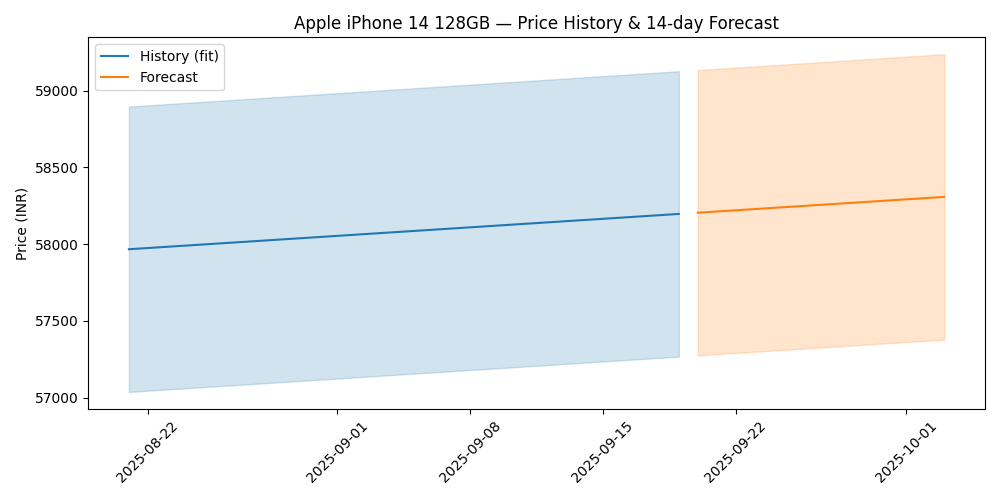 Apple iPhone 14 128GB — Price History & 14-day Forecast
History (fit)
Forecast
Price (INR)
59000
58500
58000
57500
57000
2025-08-22
2025-09-01
2025-09-08
2025-09-15
2025-09-22
2025-10-01